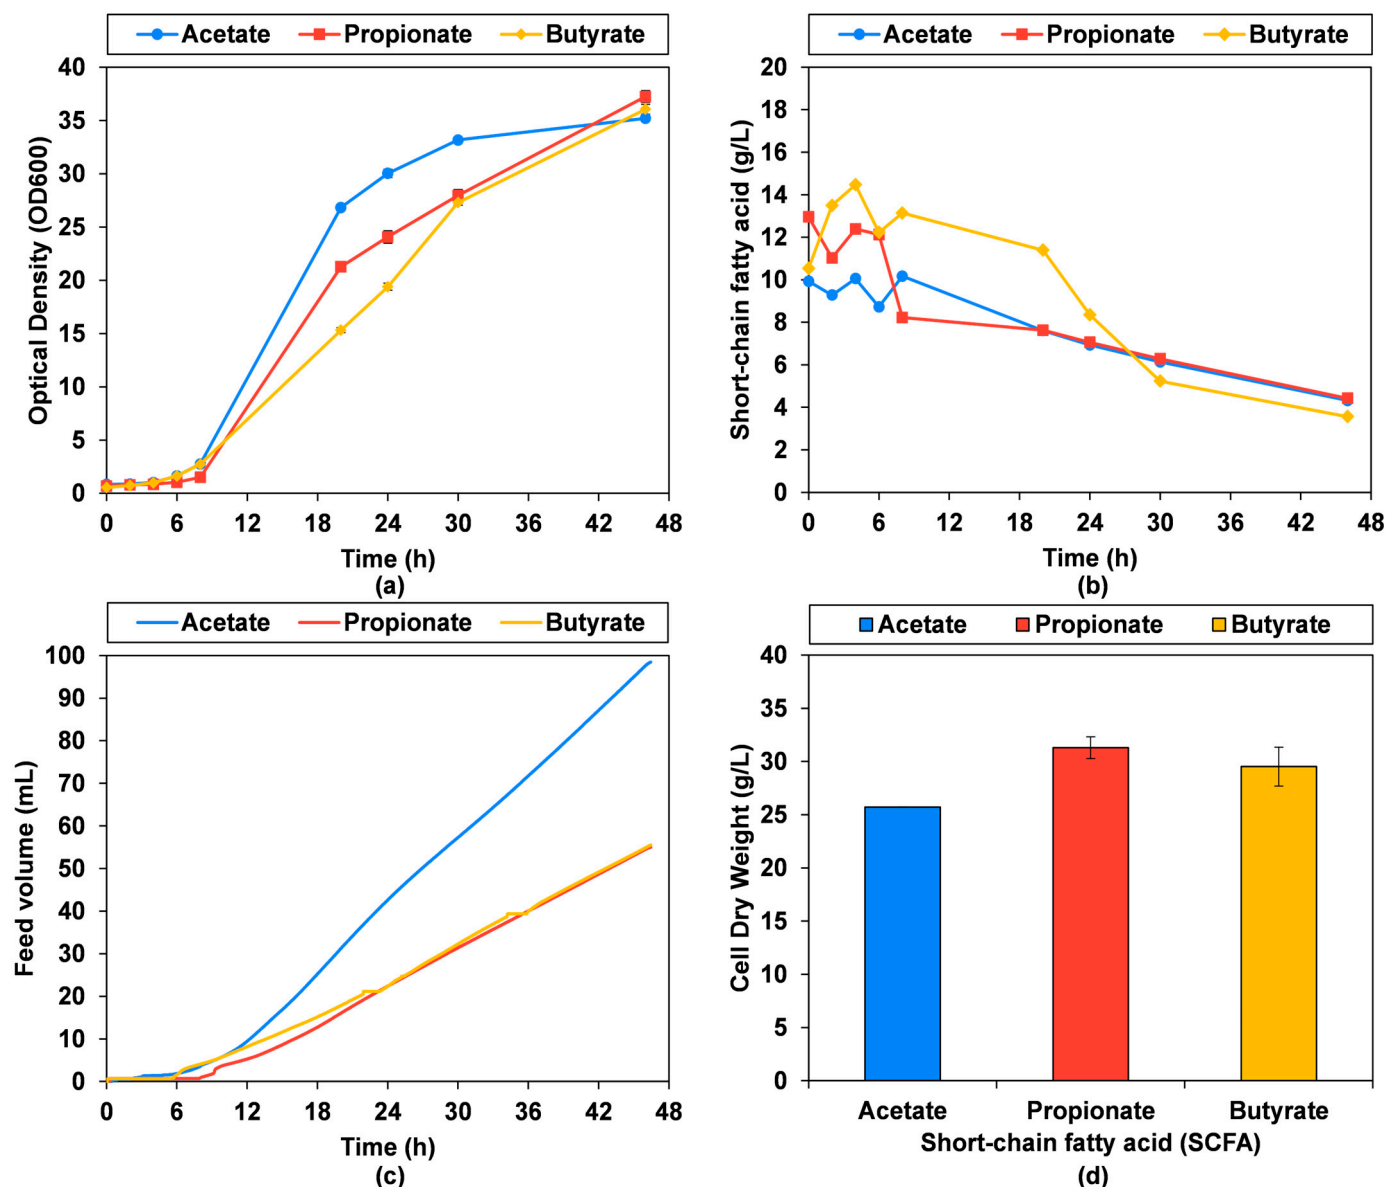 Acetate Propionate Butyrate
40
35
30
25
20
15
10
5
0
0 6 12 18 24 30 36 42 48
Optical Density (OD600)
Time (h)
(a)
Acetate Propionate Butyrate
20
18
16
14
12
10
8
6
4
2
0
0 6 12 18 24 30 36 42 48
Short-chain fatty acid (g/L)
Time (h)
(b)
Acetate Propionate Butyrate
100
90
80
70
60
50
40
30
20
10
0
0 6 12 18 24 30 36 42 48
Feed volume (mL)
Time (h)
(c)
Acetate Propionate Butyrate
40
35
30
25
20
15
10
5
0
Acetate Propionate Butyrate
Cell Dry Weight (g/L)
Short-chain fatty acid (SCFA)
(d)